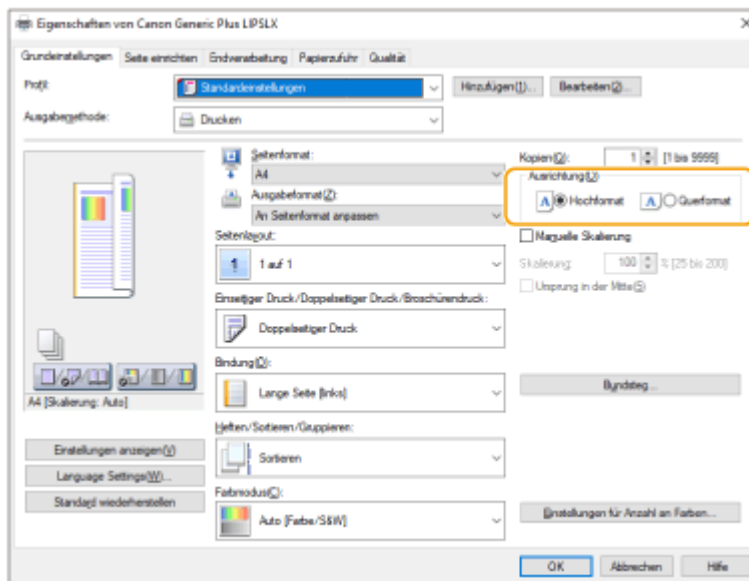 Eigenschaften von Canon Generic Plus LIPSLX
Grundeinstellungen Seite einrichten Endverarbeitung Papierzufuhr Qualität
Profil: Standardeinstellungen Hinzufügen(1)... Bearbeiten(2)...
Ausgabemethode: Drucken
Seitenformat: Kopien(Q): 1 [1 bis 9999]
A4
Ausrichtung(J)
Ausgabeformat(Z):
An Seitenformat anpassen
A Hochformat A Querformat
Seitenlayout:
Manuelle Skalierung
1 1 auf 1
Skalierung: 100 % [25 bis 200]
Ursprung in der Mitte(S)
Einseitiger Druck/Doppelseitiger Druck/Broschürendruck:
Doppelseitiger Druck
Bindung(D):
Lange Seite [links]
Bundsteg...
A4 [Skalierung: Auto]
Heften/Sortieren/Gruppieren:
Sortieren
Einstellungen anzeigen(V)
Language Settings(W)...
Standard wiederherstellen
Farbmodus(C):
Auto [Farbe/S&W]
Einstellungen für Anzahl an Farben...
OK Abbrechen Hilfe